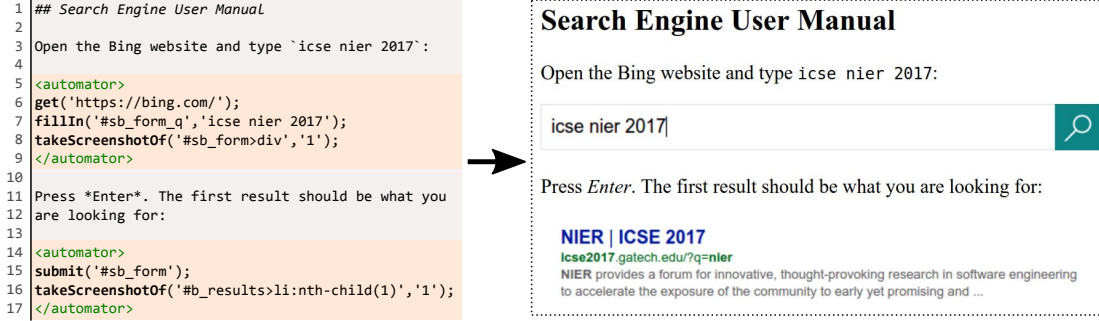 1 ## Search Engine User Manual
2
3 Open the Bing website and type `icse nier 2017`:
4
5 <automator>
6 get('https://bing.com/');
7 fillIn('#sb_form_q','icse nier 2017');
8 takeScreenshotOf('#sb_form>div','1');
9 </automator>
10
11 Press *Enter*. The first result should be what you
12 are looking for:
13
14 <automator>
15 submit('#sb_form');
16 takeScreenshotOf('#b_results>li:nth-child(1)','1');
17 </automator>
Search Engine User Manual
Open the Bing website and type icse nier 2017:
icse nier 2017
Press Enter. The first result should be what you are looking for:
NIER | ICSE 2017
icse2017.gatech.edu/?q=nier
NIER provides a forum for innovative, thought-provoking research in software engineering
to accelerate the exposure of the community to early yet promising and ...